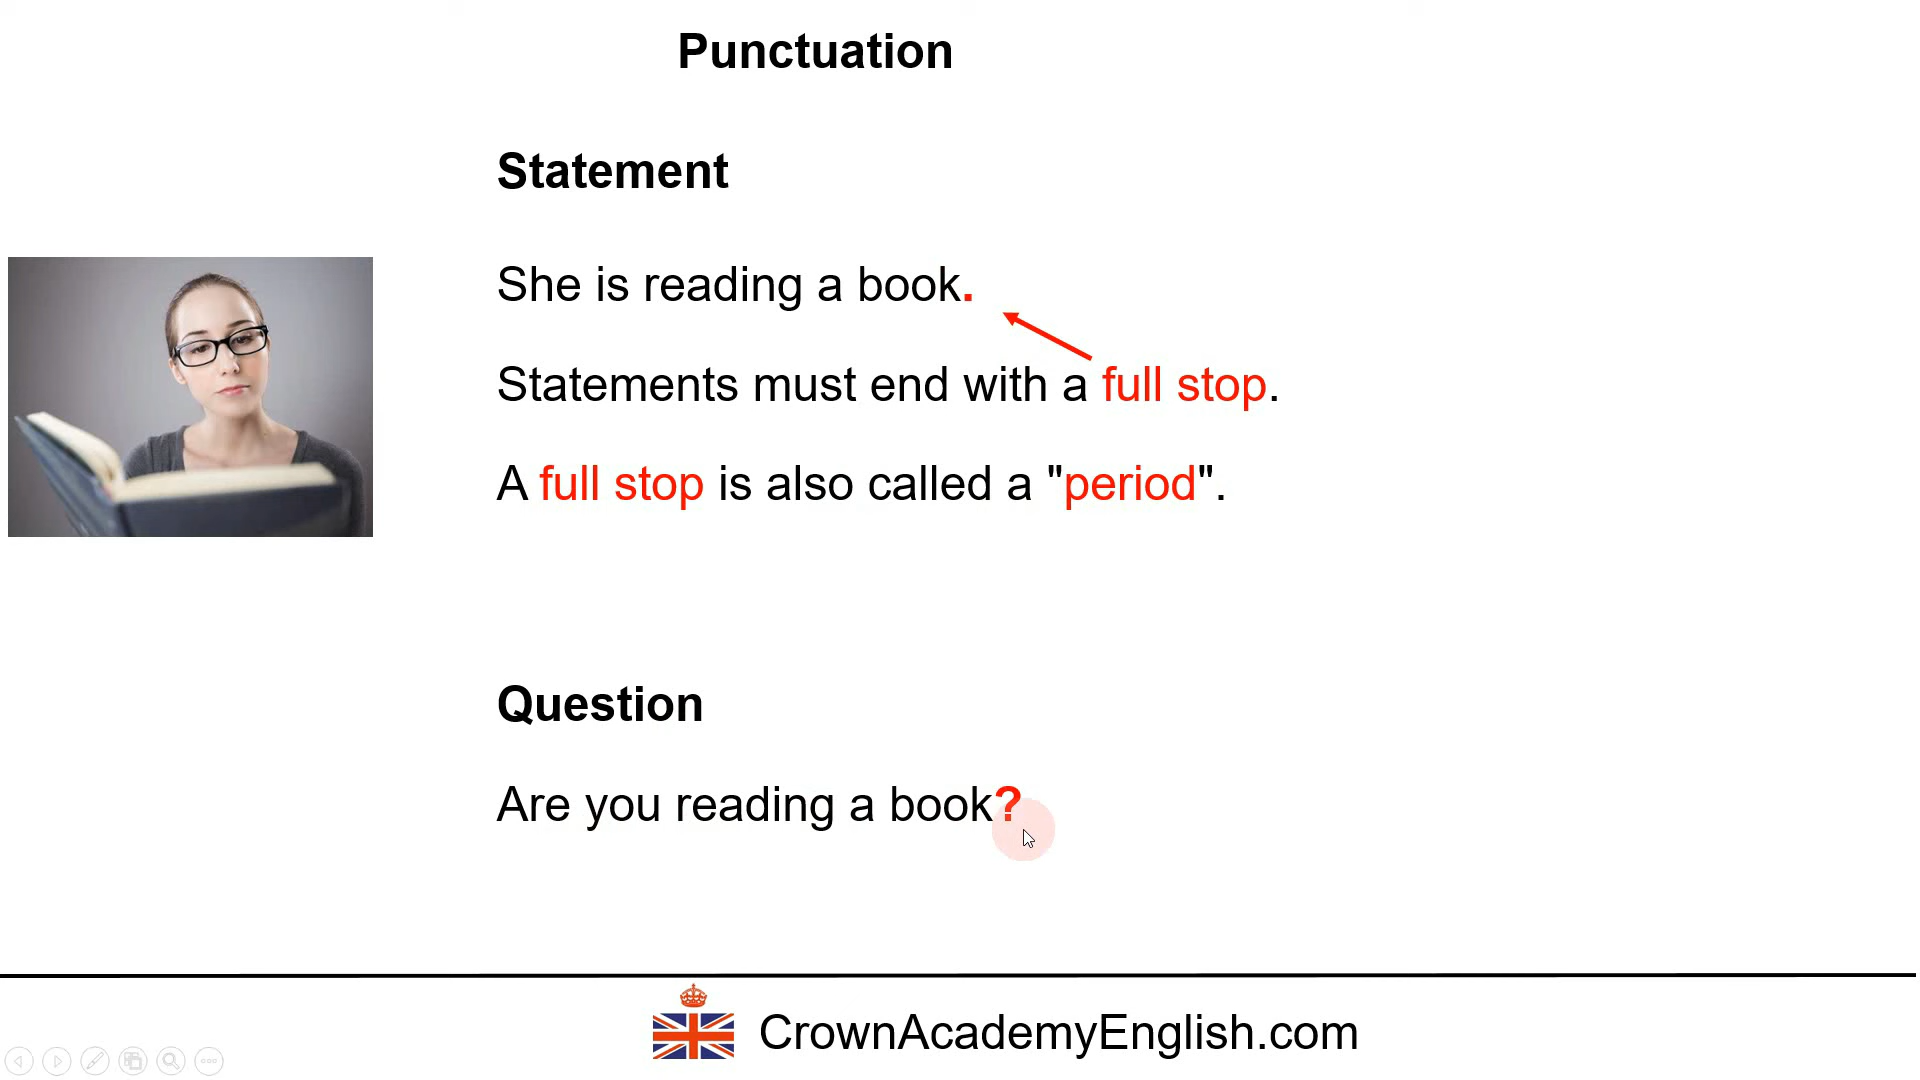 Punctuation
Statement
She is reading a book.
Statements must end with a full stop.
A full stop is also called a "period".
Question
Are you reading a book?
CrownAcademyEnglish.com